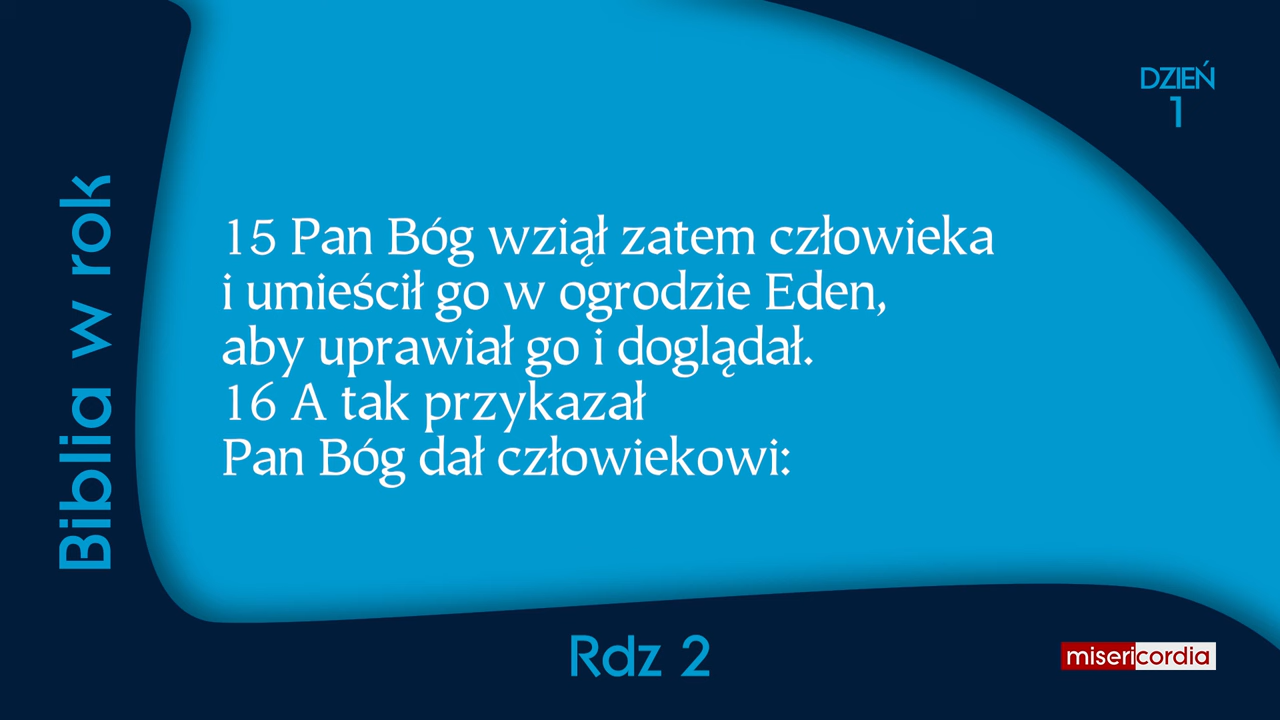 DZIEŃ
1
Biblia w rok
15 Pan Bóg wziął zatem człowieka
i umieścił go w ogrodzie Eden,
aby uprawiał go i doglądał.
16 A tak przykazał
Pan Bóg dał człowiekowi:
Rdz 2
misericordia